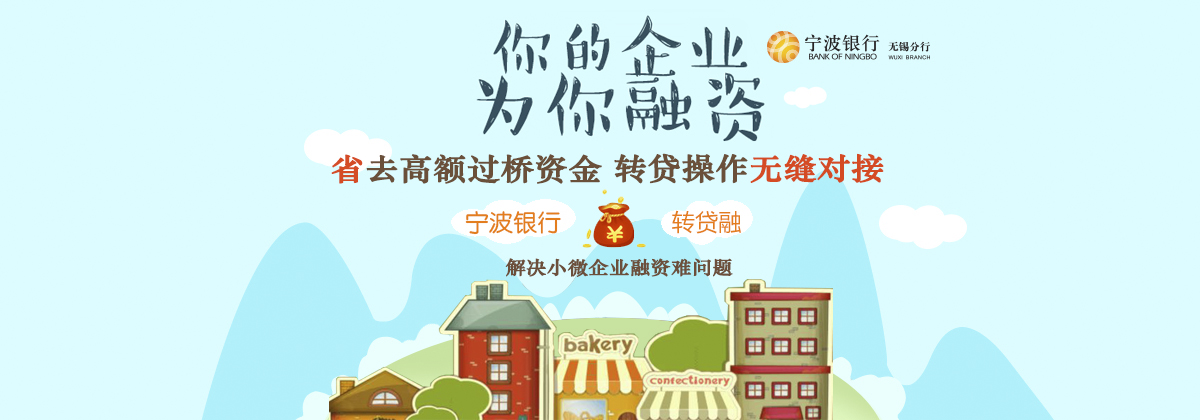 你的企业
为你融资
宁波银行 无锡分行
BANK OF NINGBO WUXI BRANCH
省去高额过桥资金 转贷操作无缝对接
宁波银行 转贷融
解决小微企业融资难问题
bakery
confectionery